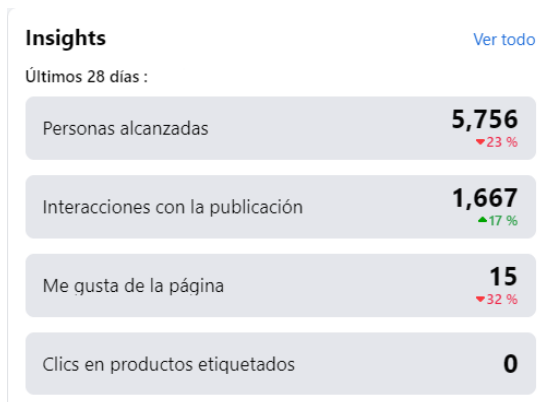 Insights
Ver todo
Últimos 28 días :
Personas alcanzadas
5,756
▼23 %
Interacciones con la publicación
1,667
▲17 %
Me gusta de la página
15
▼32 %
Clics en productos etiquetados
0